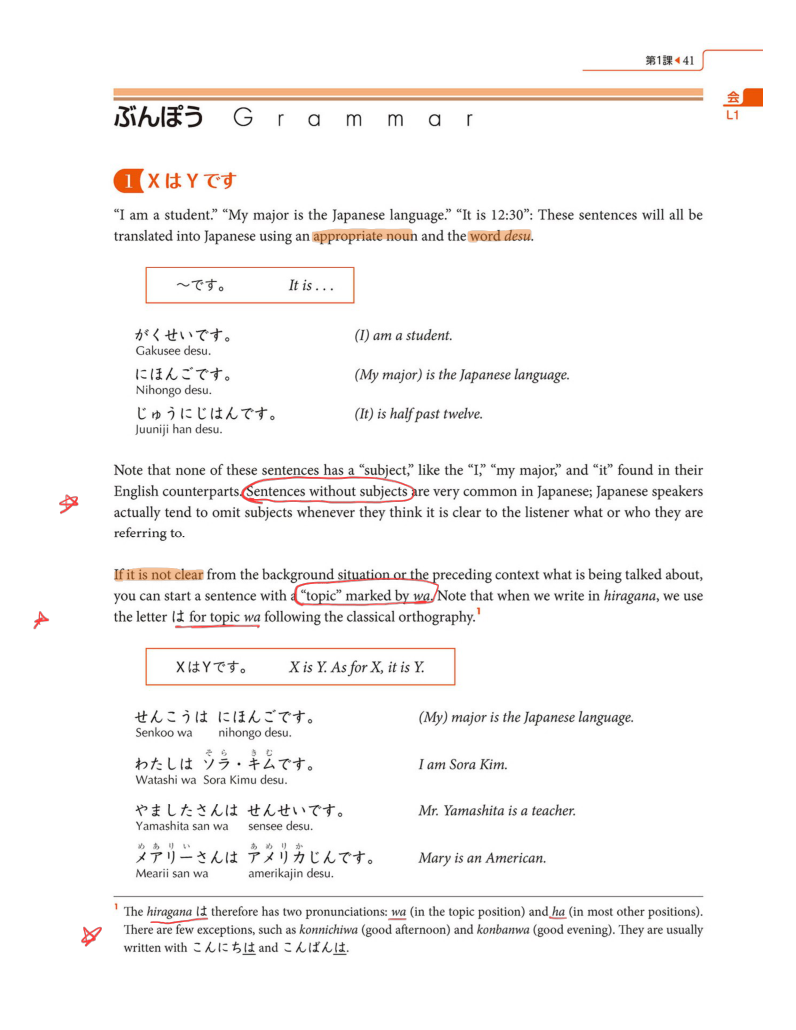 第1課◀41
会
L1
ぶんぽう Grammar
1 XはYです
“I am a student.” “My major is the Japanese language.” “It is 12:30”: These sentences will all be
translated into Japanese using an appropriate noun and the word desu.
～です。 It is . . .
がくせいです。 (I) am a student.
Gakusee desu.
にほんごです。 (My major) is the Japanese language.
Nihongo desu.
じゅうにじはんです。 (It) is half past twelve.
Juuniji han desu.
Note that none of these sentences has a “subject,” like the “I,” “my major,” and “it” found in their
English counterparts. Sentences without subjects are very common in Japanese; Japanese speakers
actually tend to omit subjects whenever they think it is clear to the listener what or who they are
referring to.
If it is not clear from the background situation or the preceding context what is being talked about,
you can start a sentence with a “topic” marked by wa. Note that when we write in hiragana, we use
the letter は for topic wa following the classical orthography.1
XはYです。 X is Y. As for X, it is Y.
せんこうは にほんごです。 (My) major is the Japanese language.
Senkoo wa nihongo desu.
そら きむ
わたしは ソラ・キムです。 I am Sora Kim.
Watashi wa Sora Kimu desu.
やましたさんは せんせいです。 Mr. Yamashita is a teacher.
Yamashita san wa sensee desu.
めありい あめりか
メアリーさんは アメリカじんです。 Mary is an American.
Mearii san wa amerikajin desu.
1 The hiragana は therefore has two pronunciations: wa (in the topic position) and ha (in most other positions).
There are few exceptions, such as konnichiwa (good afternoon) and konbanwa (good evening). They are usually
written with こんにちは and こんばんは.